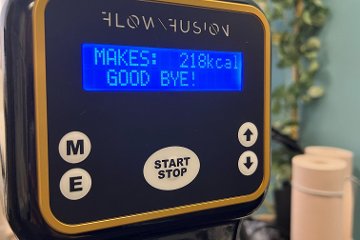 FLOW/FUSION
MAKES: 218kcal
GOOD BYE!
M
E
START
STOP